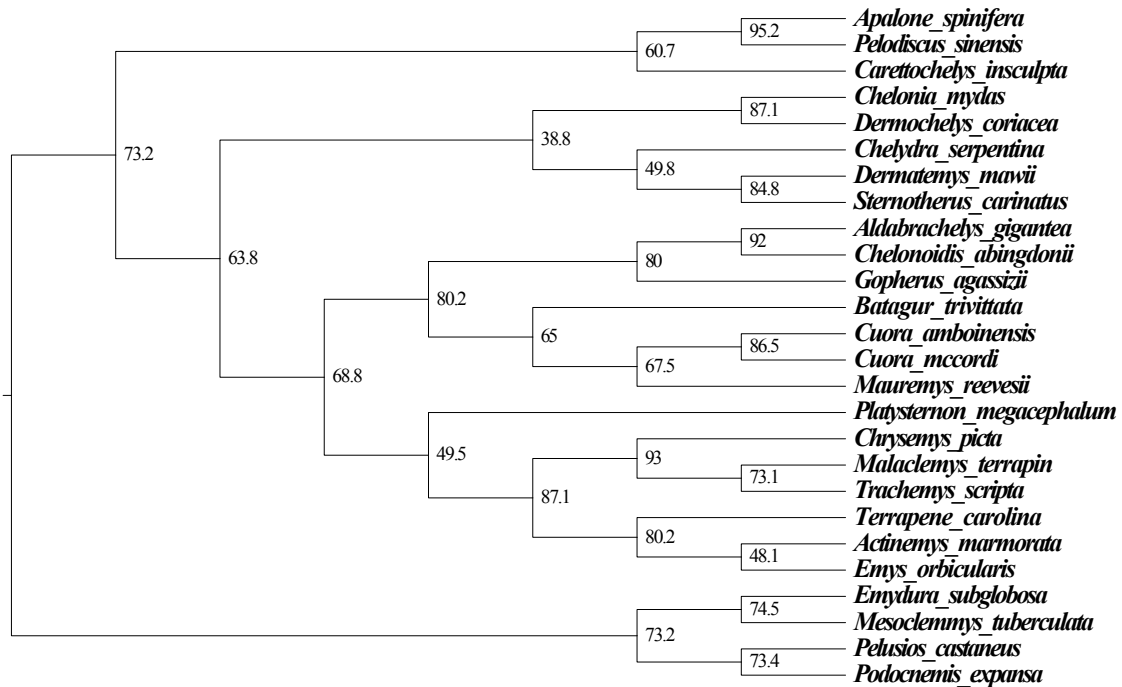 Apalone_spinifera
95.2
Pelodiscus_sinensis
60.7
Carettochelys_insculpta
Chelonia_mydas
87.1
Dermochelys_coriacea
38.8
Chelydra_serpentina
73.2
49.8
Dermatemys_mawii
84.8
Sternotherus_carinatus
Aldabrachelys_gigantea
92
Chelonoidis_abingdonii
63.8
80
Gopherus_agassizii
80.2
Batagur_trivittata
Cuora_amboinensis
65
86.5
Cuora_mccordi
67.5
68.8
Mauremys_reevesii
Platysternon_megacephalum
Chrysemys_picta
49.5
93
Malaclemys_terrapin
73.1
Trachemys_scripta
87.1
Terrapene_carolina
80.2
Actinemys_marmorata
48.1
Emys_orbicularis
Emydura_subglobosa
74.5
Mesoclemmys_tuberculata
73.2
Pelusios_castaneus
73.4
Podocnemis_expansa